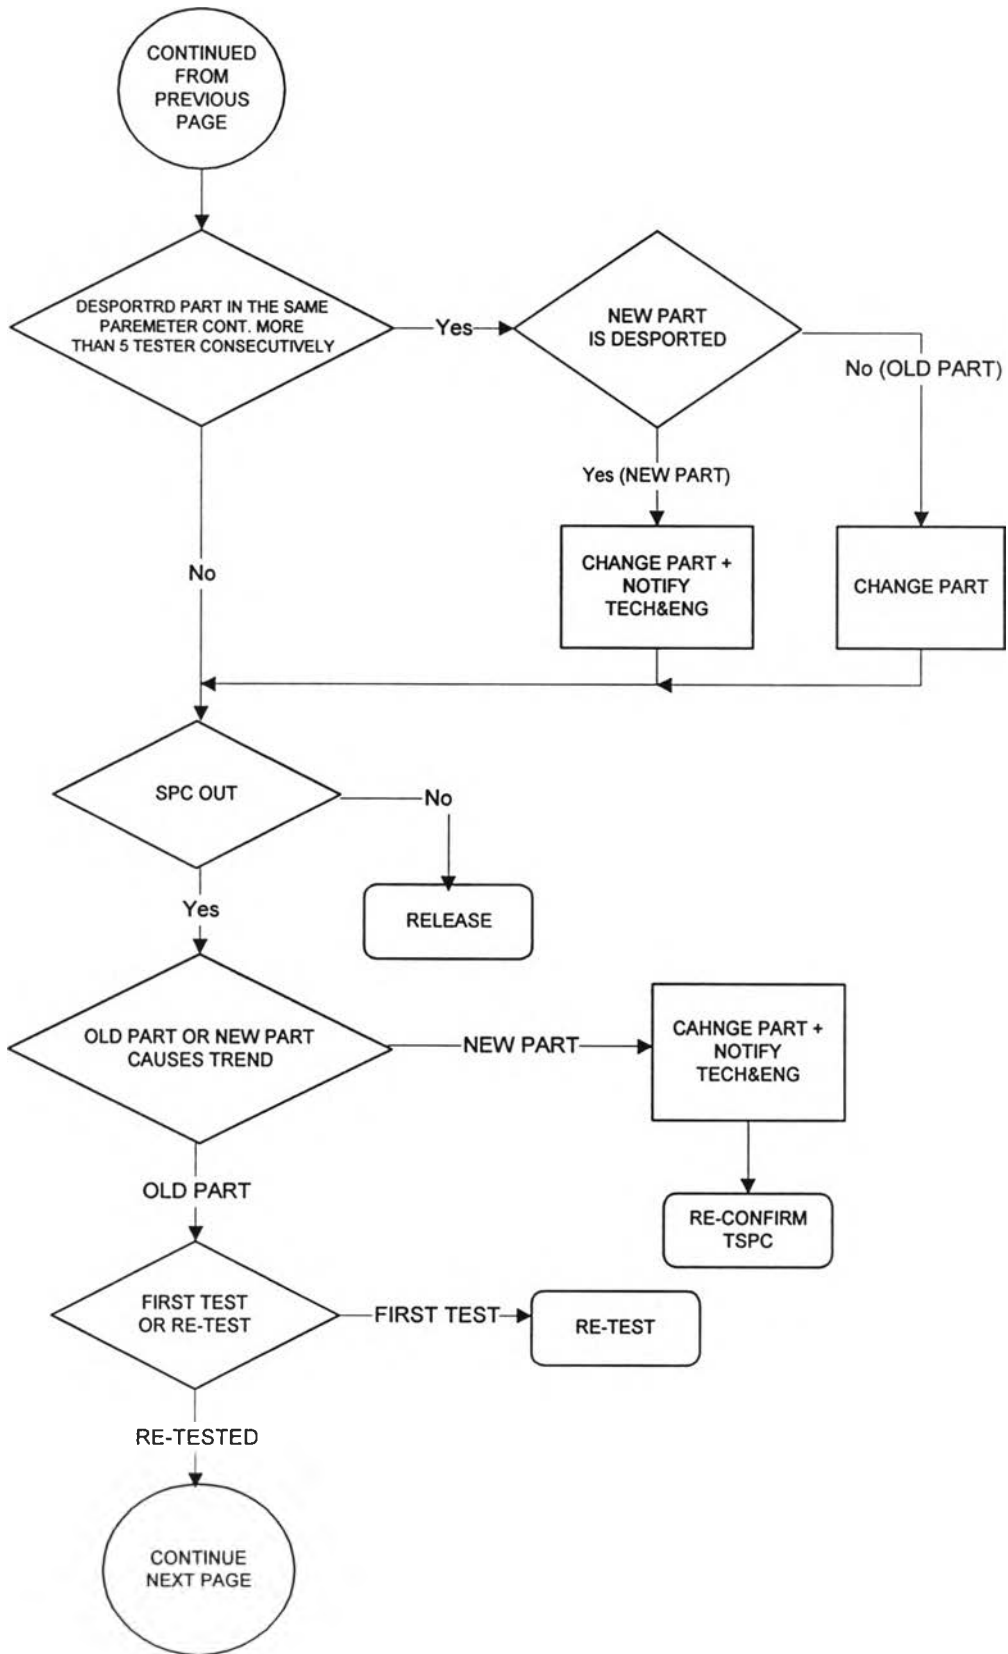 CONTINUED
FROM
PREVIOUS
PAGE
DESPORTRD PART IN THE SAME
PAREMETER CONT. MORE
THAN 5 TESTER CONSECUTIVELY
Yes
NEW PART
IS DESPORTED
No (OLD PART)
Yes (NEW PART)
CHANGE PART +
NOTIFY
TECH&ENG
CHANGE PART
No
SPC OUT
No
RELEASE
Yes
OLD PART OR NEW PART
CAUSES TREND
NEW PART
CAHNGE PART +
NOTIFY
TECH&ENG
OLD PART
RE-CONFIRM
TSPC
FIRST TEST
OR RE-TEST
FIRST TEST
RE-TEST
RE-TESTED
CONTINUE
NEXT PAGE